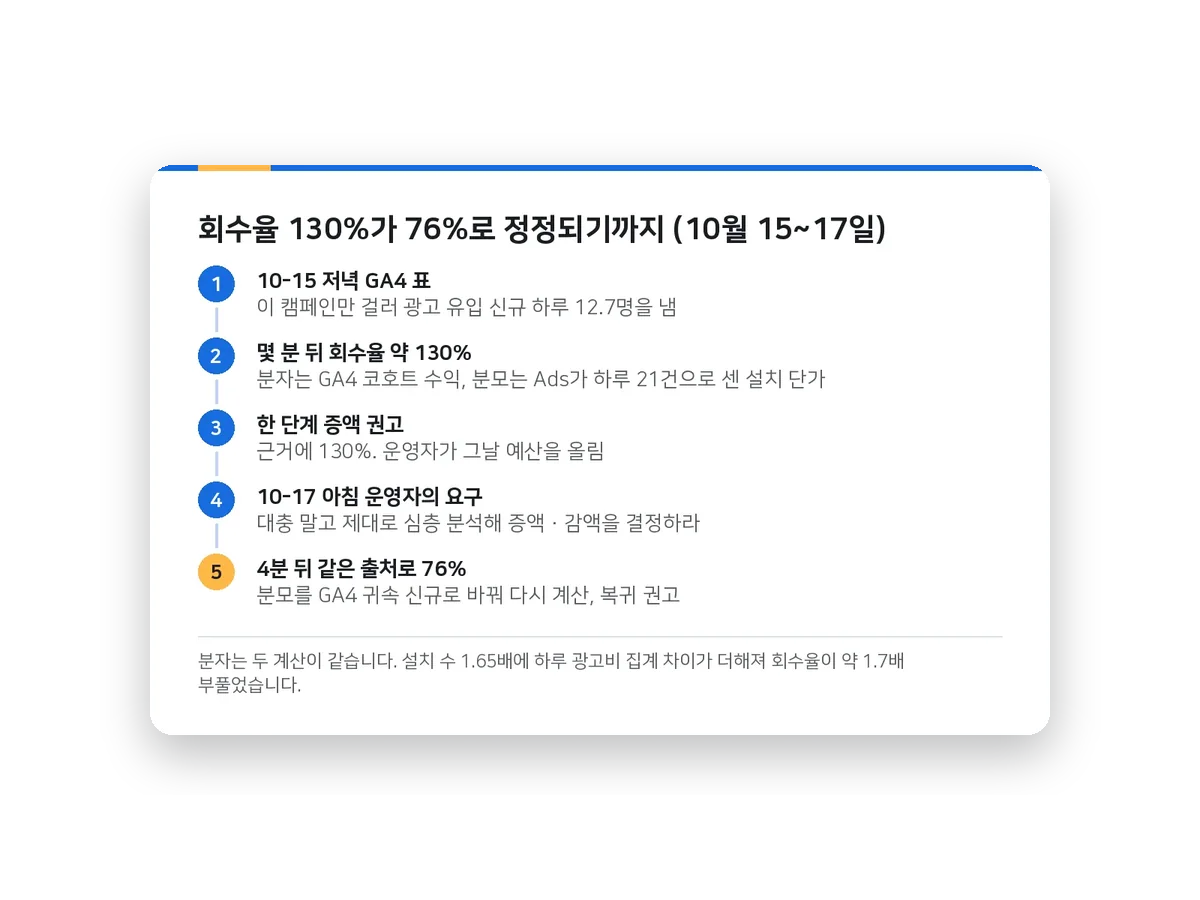 회수율 130%가 76%로 정정되기까지 (10월 15~17일)
1
10-15 저녁 GA4 표
이 캠페인만 걸러 광고 유입 신규 하루 12.7명을 냄
2
몇 분 뒤 회수율 약 130%
분자는 GA4 코호트 수익, 분모는 Ads가 하루 21건으로 센 설치 단가
3
한 단계 증액 권고
근거에 130%. 운영자가 그날 예산을 올림
4
10-17 아침 운영자의 요구
대충 말고 제대로 심층 분석해 증액 · 감액을 결정하라
5
4분 뒤 같은 출처로 76%
분모를 GA4 귀속 신규로 바꿔 다시 계산, 복귀 권고
분자는 두 계산이 같습니다. 설치 수 1.65배에 하루 광고비 집계 차이가 더해져 회수율이 약 1.7배
부풀었습니다.